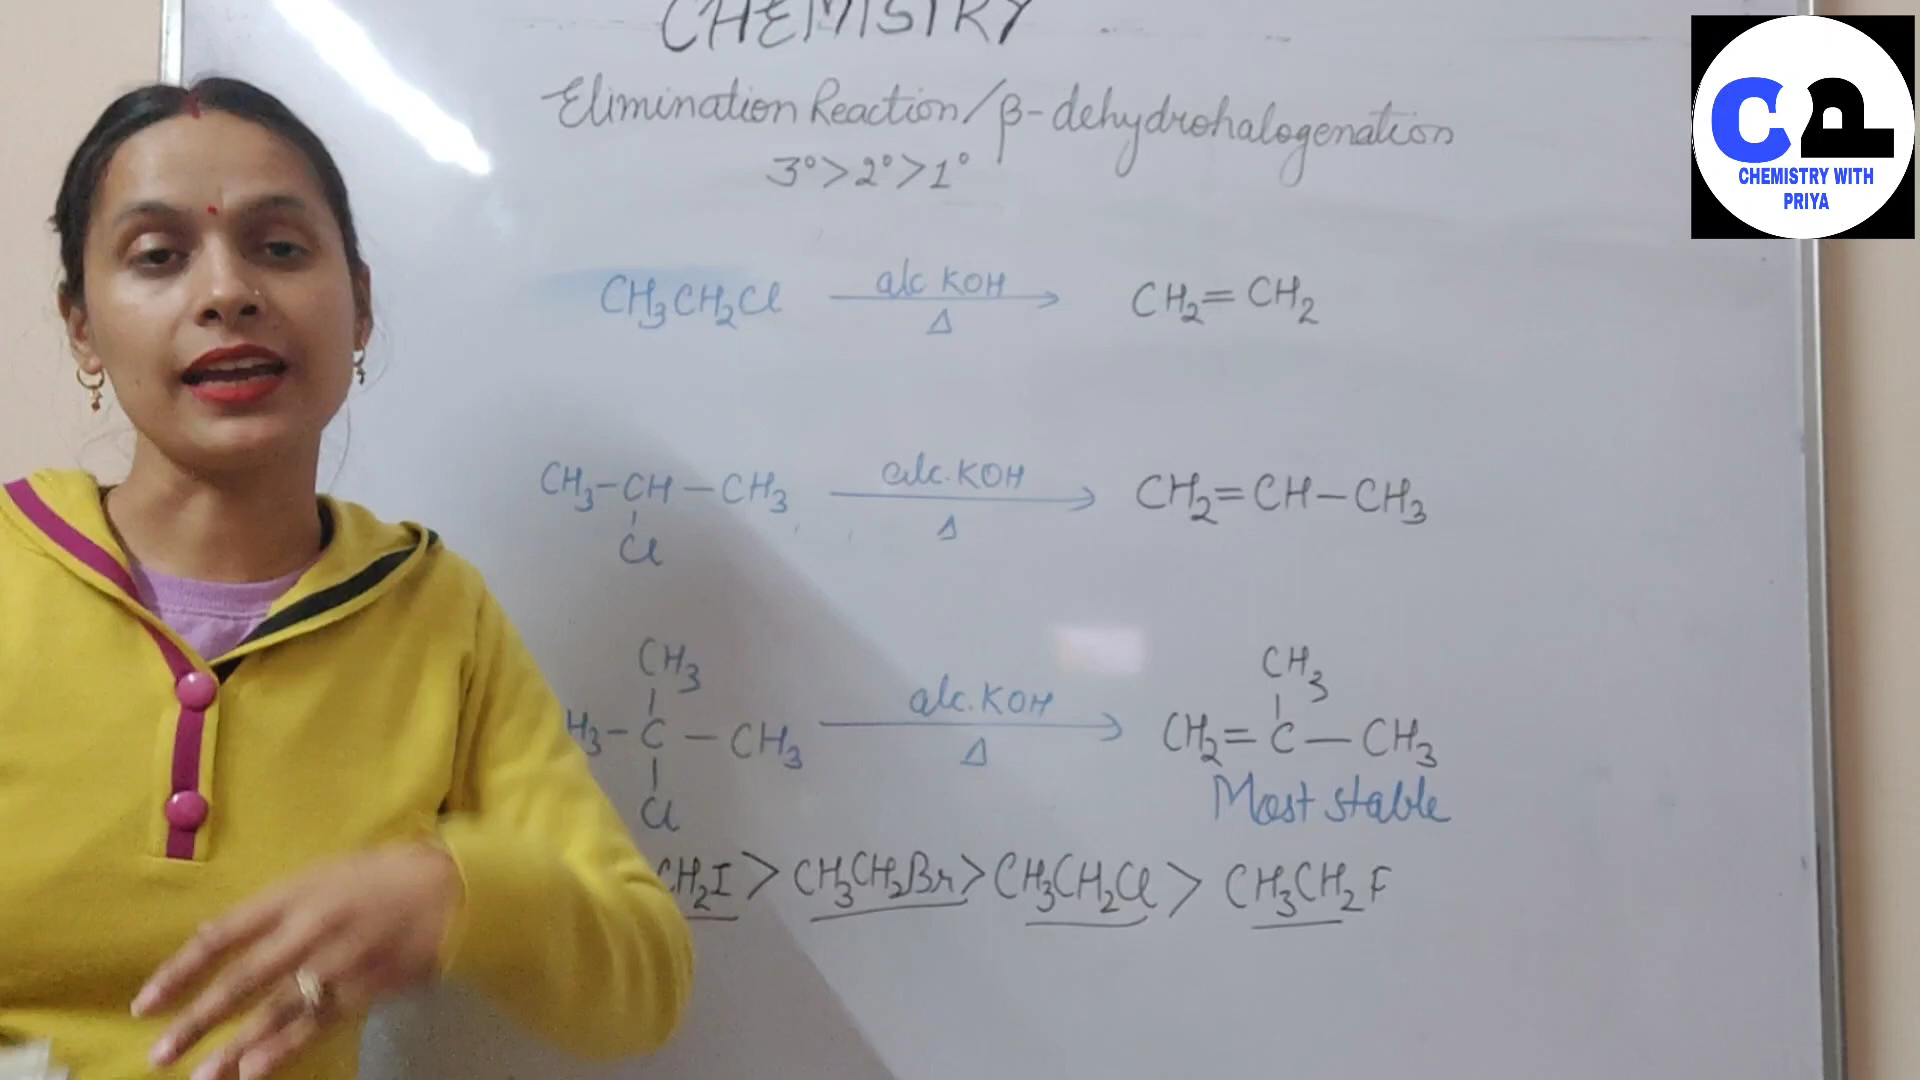 CHEMISTRY
Elimination Reaction/β-dehydrohalogenation
3°>2°>1°
CH₃CH₂Cl alc KOH Δ → CH₂=CH₂
CH₃-CH-CH₃ alc.KOH Δ → CH₂=CH-CH₃
Cl
CH₃ CH₃
H₃-C-CH₃ alc.KOH Δ → CH₂=C-CH₃
Cl Most stable
CH₂I > CH₃CH₂Br > CH₃CH₂Cl > CH₃CH₂F
CP
CHEMISTRY WITH
PRIYA